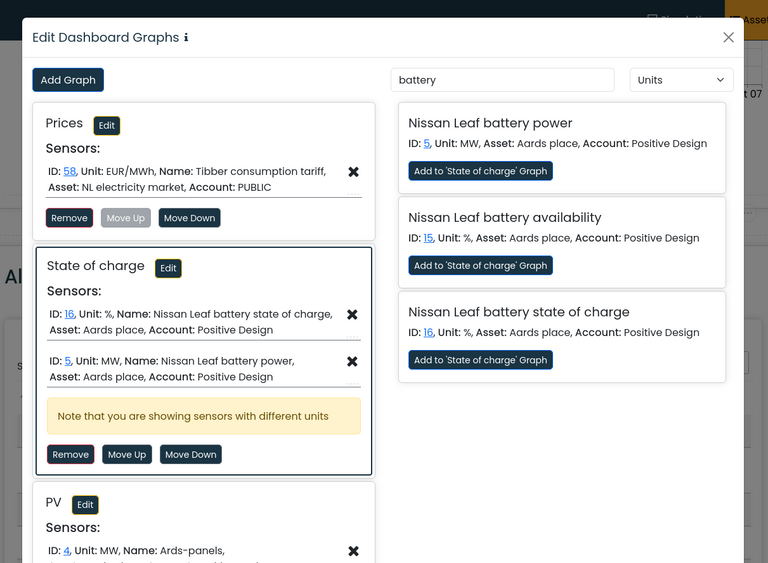 Asset
t 07
Al
S
Edit Dashboard Graphs i
Add Graph
battery
Units
Prices Edit
Sensors:
ID: 58, Unit: EUR/MWh, Name: Tibber consumption tariff,
Asset: NL electricity market, Account: PUBLIC
Remove Move Up Move Down
State of charge Edit
Sensors:
ID: 16, Unit: %, Name: Nissan Leaf battery state of charge,
Asset: Aards place, Account: Positive Design
ID: 5, Unit: MW, Name: Nissan Leaf battery power,
Asset: Aards place, Account: Positive Design
Note that you are showing sensors with different units
Remove Move Up Move Down
PV Edit
Sensors:
ID: 4, Unit: MW, Name: Ards-panels,
Nissan Leaf battery power
ID: 5, Unit: MW, Asset: Aards place, Account: Positive Design
Add to 'State of charge' Graph
Nissan Leaf battery availability
ID: 15, Unit: %, Asset: Aards place, Account: Positive Design
Add to 'State of charge' Graph
Nissan Leaf battery state of charge
ID: 16, Unit: %, Asset: Aards place, Account: Positive Design
Add to 'State of charge' Graph